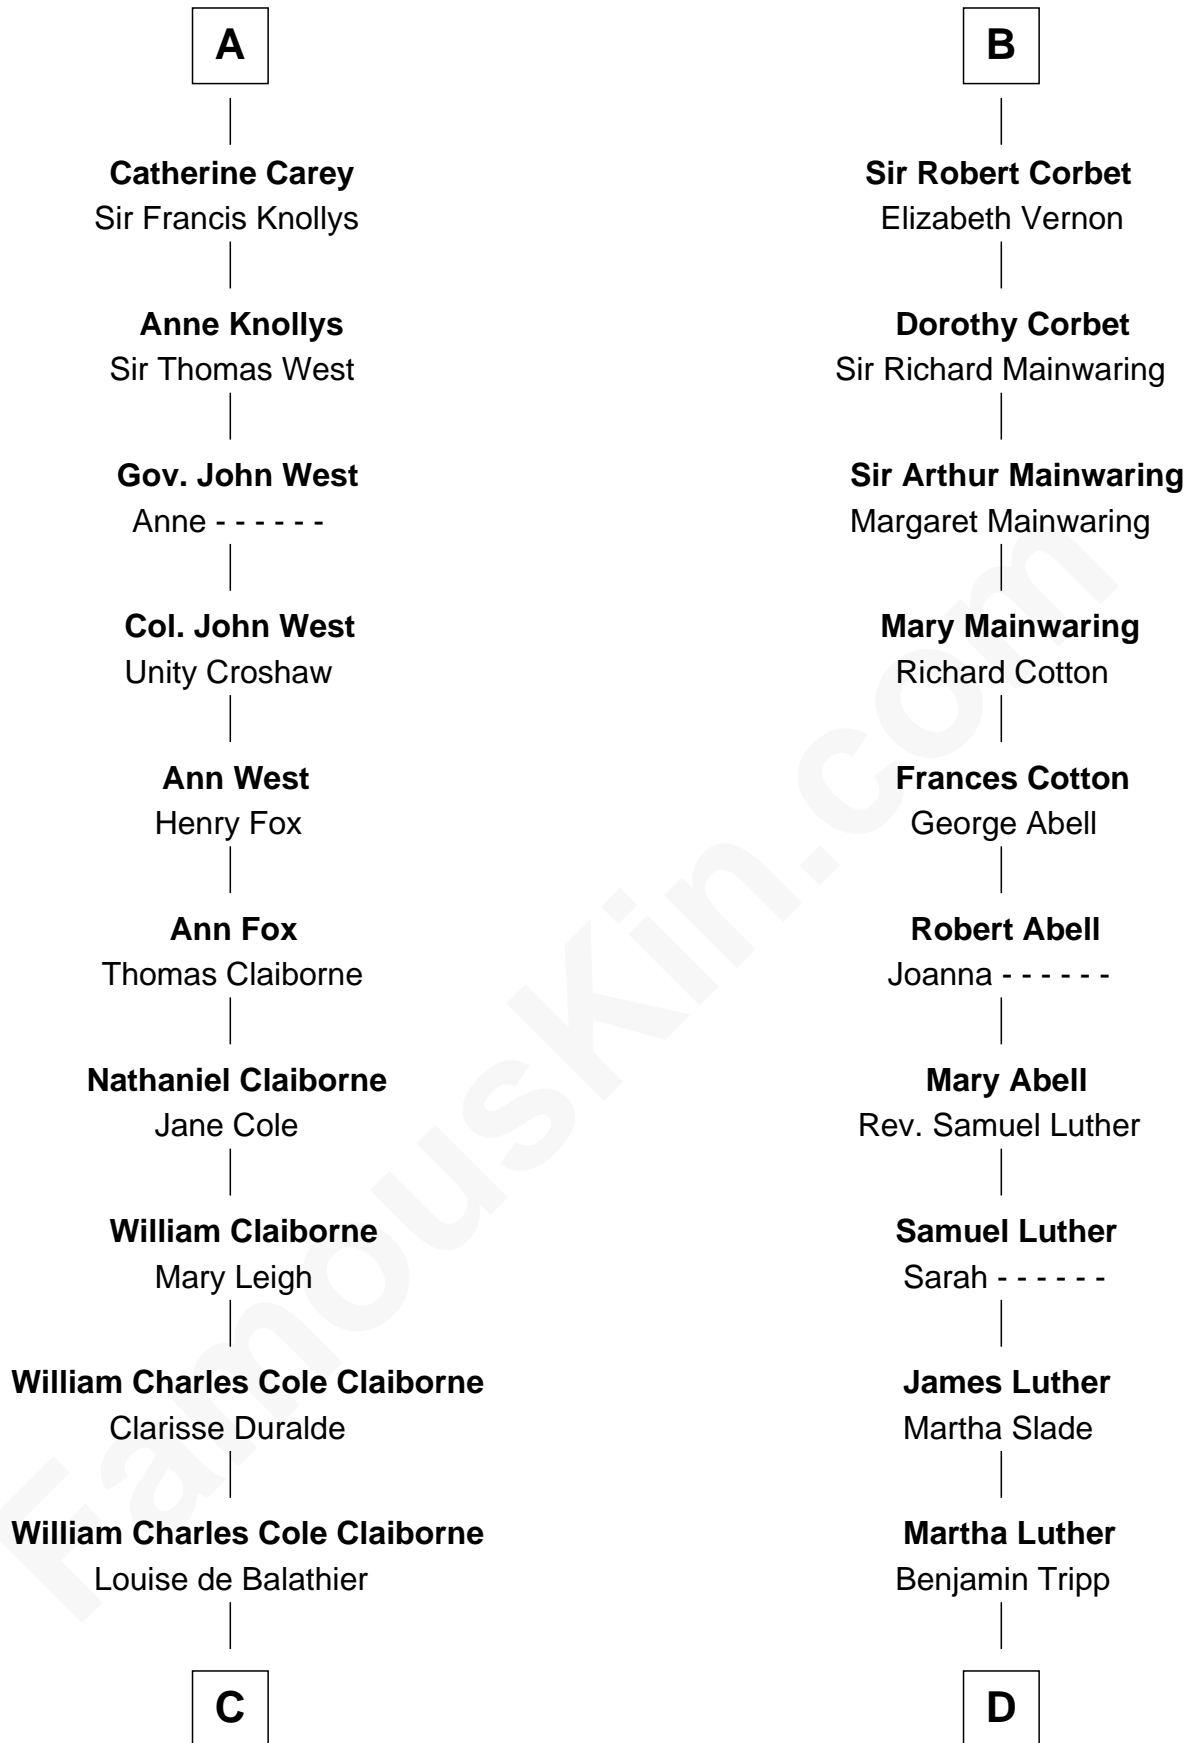 A
Catherine Carey
Sir Francis Knollys
Anne Knollys
Sir Thomas West
Gov. John West
Anne - - - - - -
Col. John West
Unity Croshaw
Ann West
Henry Fox
Ann Fox
Thomas Claiborne
Nathaniel Claiborne
Jane Cole
William Claiborne
Mary Leigh
William Charles Cole Claiborne
Clarisse Duralde
William Charles Cole Claiborne
Louise de Balathier
C
B
Sir Robert Corbet
Elizabeth Vernon
Dorothy Corbet
Sir Richard Mainwaring
Sir Arthur Mainwaring
Margaret Mainwaring
Mary Mainwaring
Richard Cotton
Frances Cotton
George Abell
Robert Abell
Joanna - - - - - -
Mary Abell
Rev. Samuel Luther
Samuel Luther
Sarah - - - - - -
James Luther
Martha Slade
Martha Luther
Benjamin Tripp
D
FamousKin.com